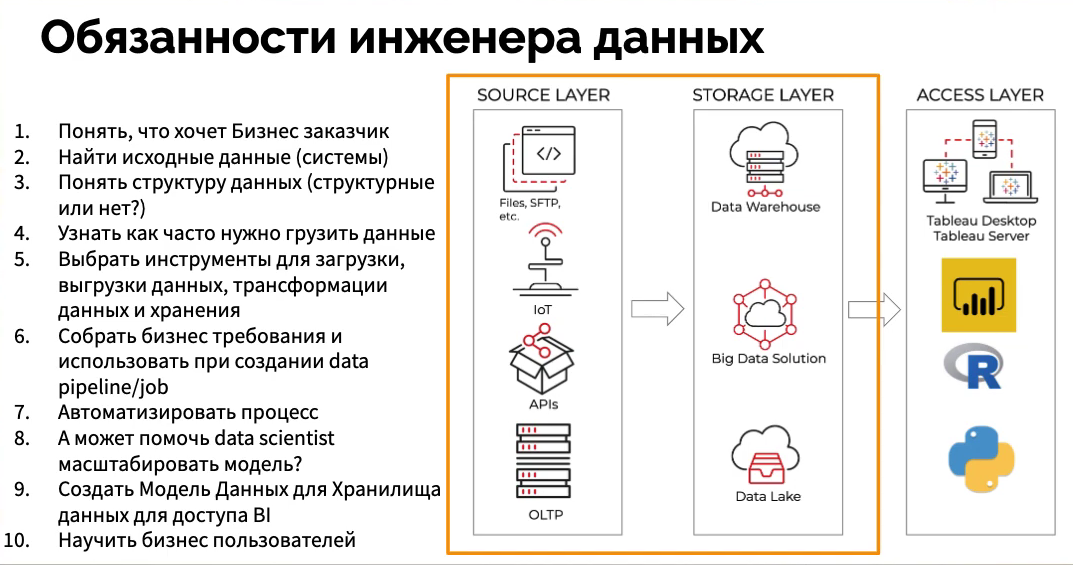 Обязанности инженера данных
1. Понять, что хочет Бизнес заказчик
2. Найти исходные данные (системы)
3. Понять структуру данных (структурные
или нет?)
4. Узнать как часто нужно грузить данные
5. Выбрать инструменты для загрузки,
выгрузки данных, трансформации
данных и хранения
6. Собрать бизнес требования и
использовать при создании data
pipeline/job
7. Автоматизировать процесс
8. А может помочь data scientist
масштабировать модель?
9. Создать Модель Данных для Хранилища
данных для доступа BI
10. Научить бизнес пользователей
SOURCE LAYER
</>
Files, SFTP,
etc.
IoT
APIs
OLTP
STORAGE LAYER
Data Warehouse
Big Data Solution
Data Lake
ACCESS LAYER
Tableau Desktop
Tableau Server
R